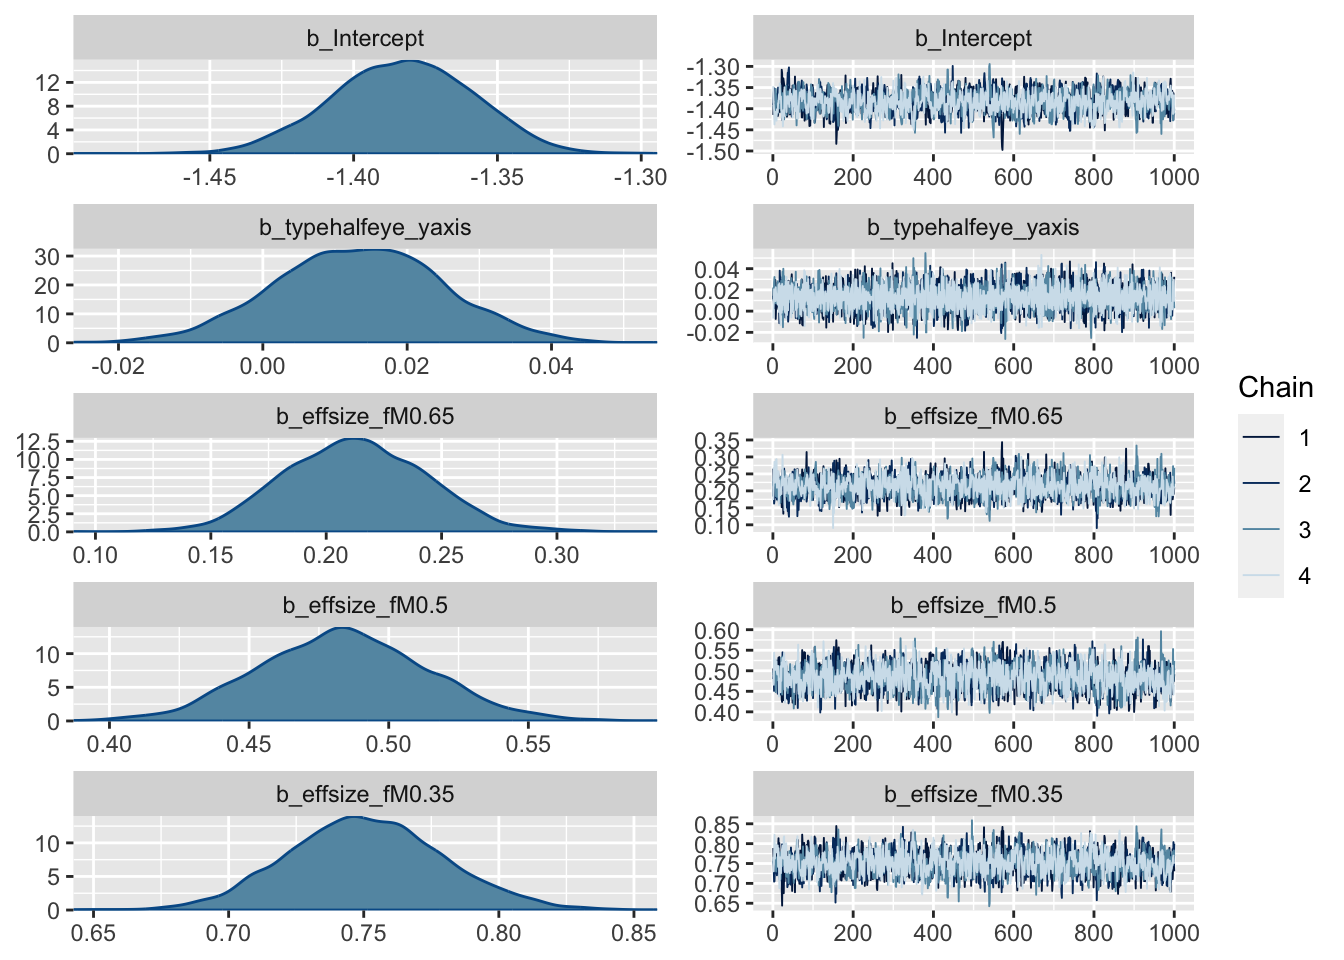 b_Intercept
12
8
4
0
-1.45 -1.40 -1.35 -1.30
b_Intercept
-1.30
-1.35
-1.40
-1.45
-1.50
0 200 400 600 800 1000
b_typehalfeye_yaxis
30
20
10
0
-0.02 0.00 0.02 0.04
b_typehalfeye_yaxis
0.04
0.02
0.00
-0.02
0 200 400 600 800 1000
b_effsize_fM0.65
12.5
10.0
7.5
5.0
2.5
0.0
0.10 0.15 0.20 0.25 0.30
b_effsize_fM0.65
0.35
0.30
0.25
0.20
0.15
0.10
0 200 400 600 800 1000
b_effsize_fM0.5
10
5
0
0.40 0.45 0.50 0.55
b_effsize_fM0.5
0.60
0.55
0.50
0.45
0.40
0 200 400 600 800 1000
b_effsize_fM0.35
10
5
0
0.65 0.70 0.75 0.80 0.85
b_effsize_fM0.35
0.85
0.80
0.75
0.70
0.65
0 200 400 600 800 1000
Chain
1
2
3
4